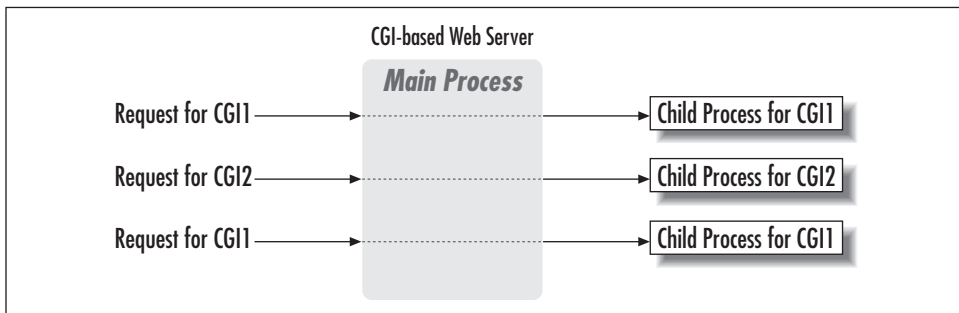 CGI-based Web Server
Main Process
Request for CGI1
Child Process for CGI1
Request for CGI2
Child Process for CGI2
Request for CGI1
Child Process for CGI1